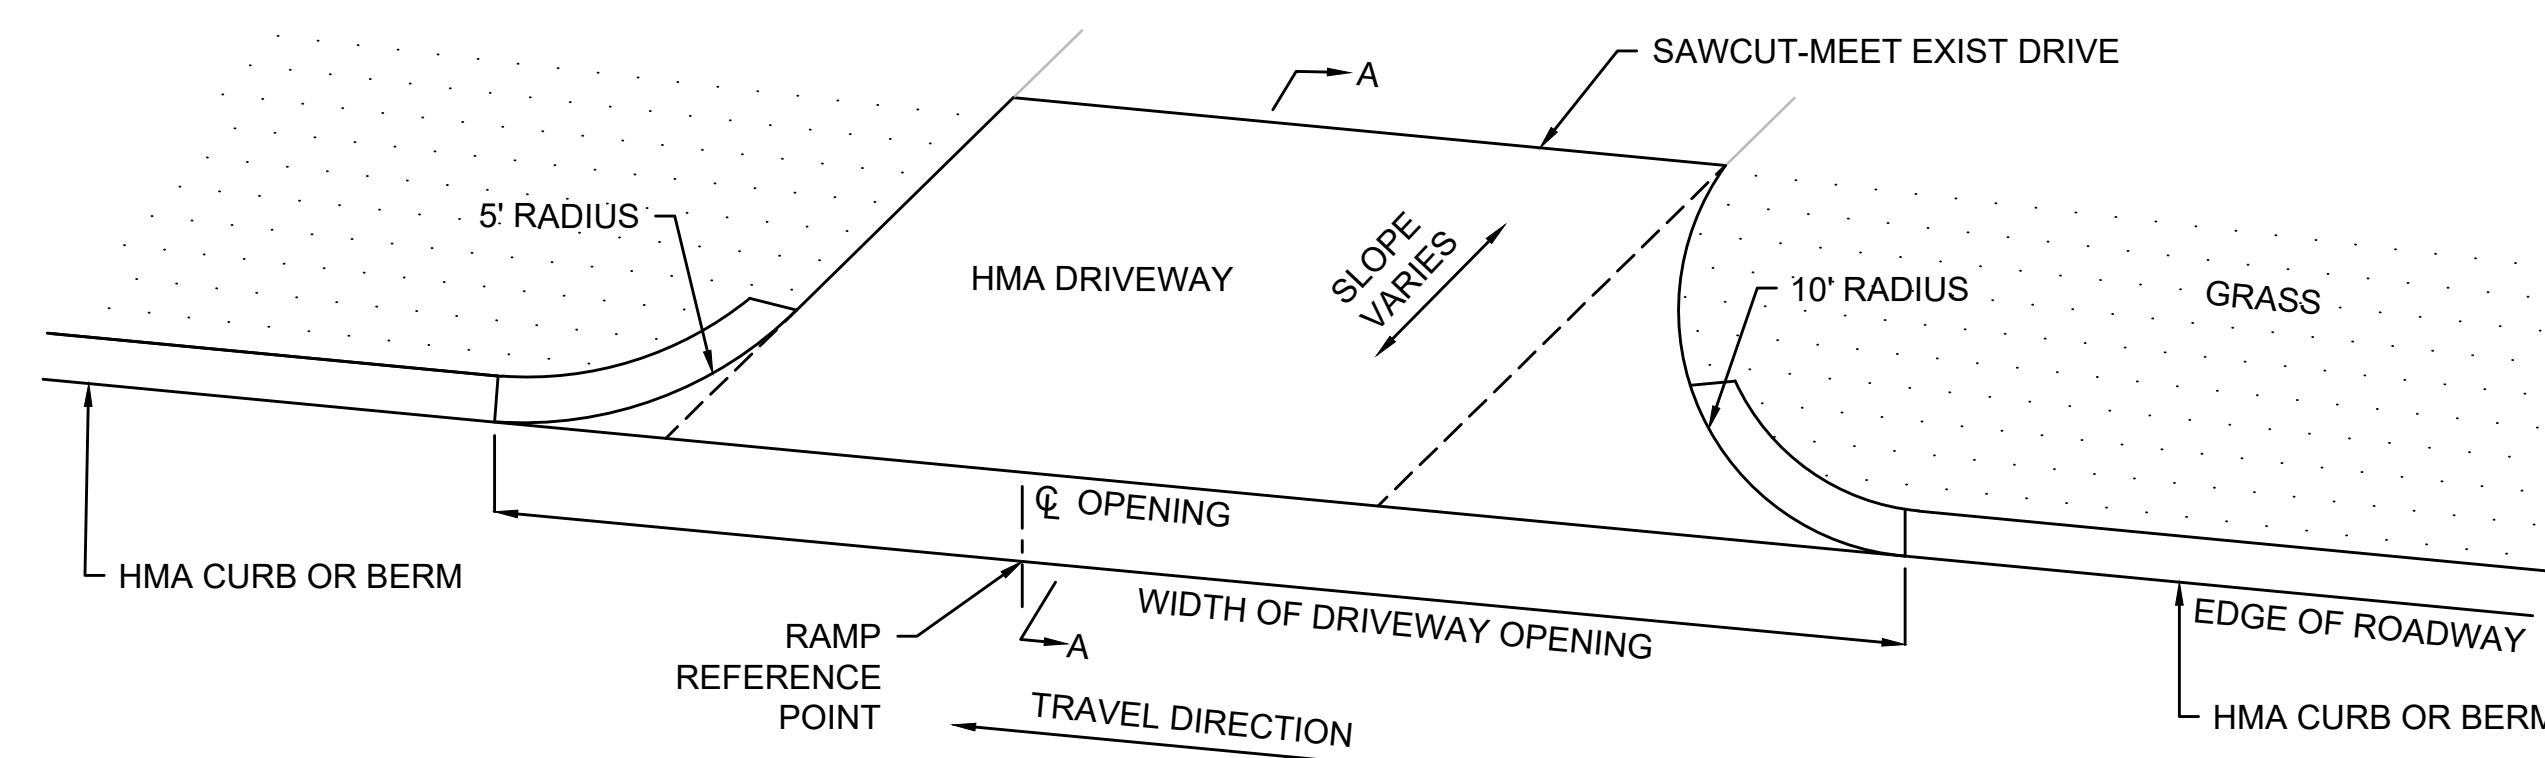 SAWCUT-MEET EXIST DRIVE
A
5' RADIUS
HMA DRIVEWAY
SLOPE
VARIES
10' RADIUS
GRASS
℄ OPENING
HMA CURB OR BERM
RAMP
REFERENCE
POINT
A
WIDTH OF DRIVEWAY OPENING
EDGE OF ROADWAY
TRAVEL DIRECTION
HMA CURB OR BERM